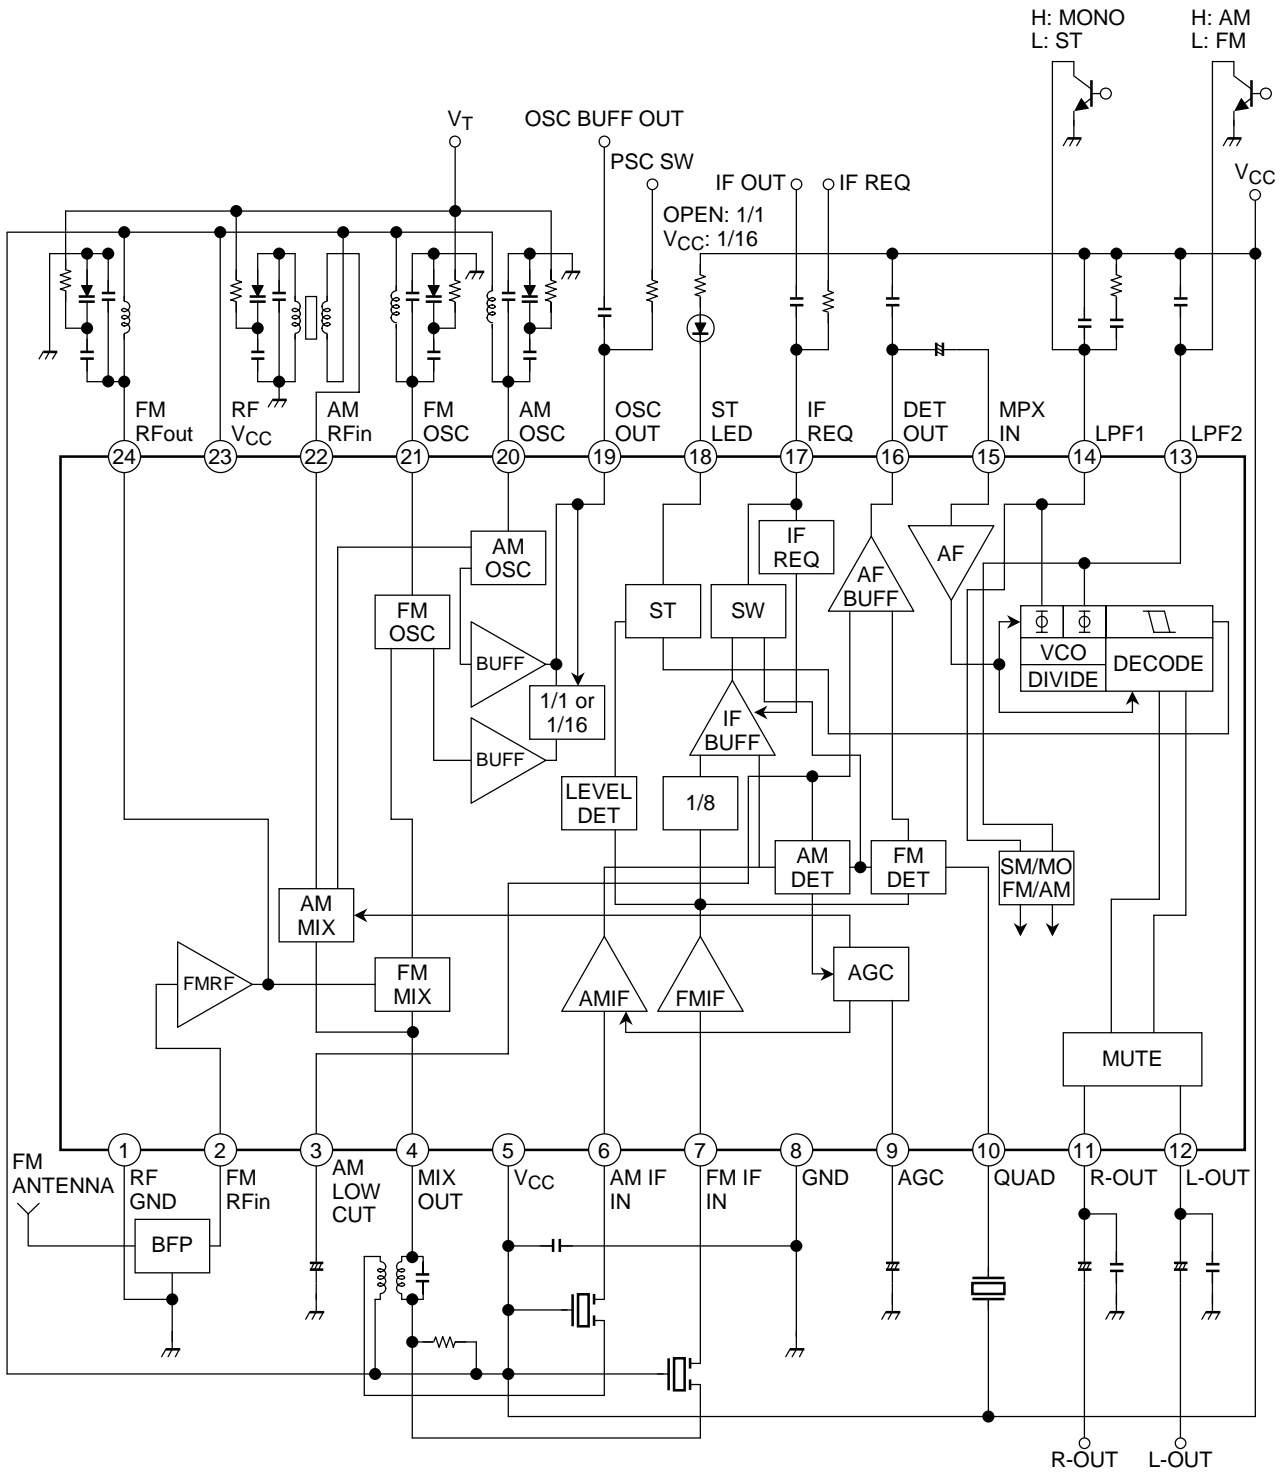 H: MONO
L: ST
H: AM
L: FM
VT
OSC BUFF OUT
PSC SW
IF OUT
IF REQ
VCC
OPEN: 1/1
VCC: 1/16
FM
RFout
RF
VCC
AM
RFin
FM
OSC
AM
OSC
OSC
OUT
ST
LED
IF
REQ
DET
OUT
MPX
IN
LPF1
LPF2
24
23
22
21
20
19
18
17
16
15
14
13
AM
OSC
IF
REQ
AF
FM
OSC
ST
SW
AF
BUFF
BUFF
VCO
DIVIDE
DECODE
1/1 or
1/16
IF
BUFF
BUFF
LEVEL
DET
1/8
AM
DET
FM
DET
SM/MO
FM/AM
AM
MIX
FMRF
FM
MIX
AMIF
FMIF
AGC
MUTE
1
2
3
4
5
6
7
8
9
10
11
12
FM
ANTENNA
RF
GND
FM
RFin
AM
LOW
CUT
MIX
OUT
VCC
AM IF
IN
FM IF
IN
GND
AGC
QUAD
R-OUT
L-OUT
BFP
R-OUT
L-OUT